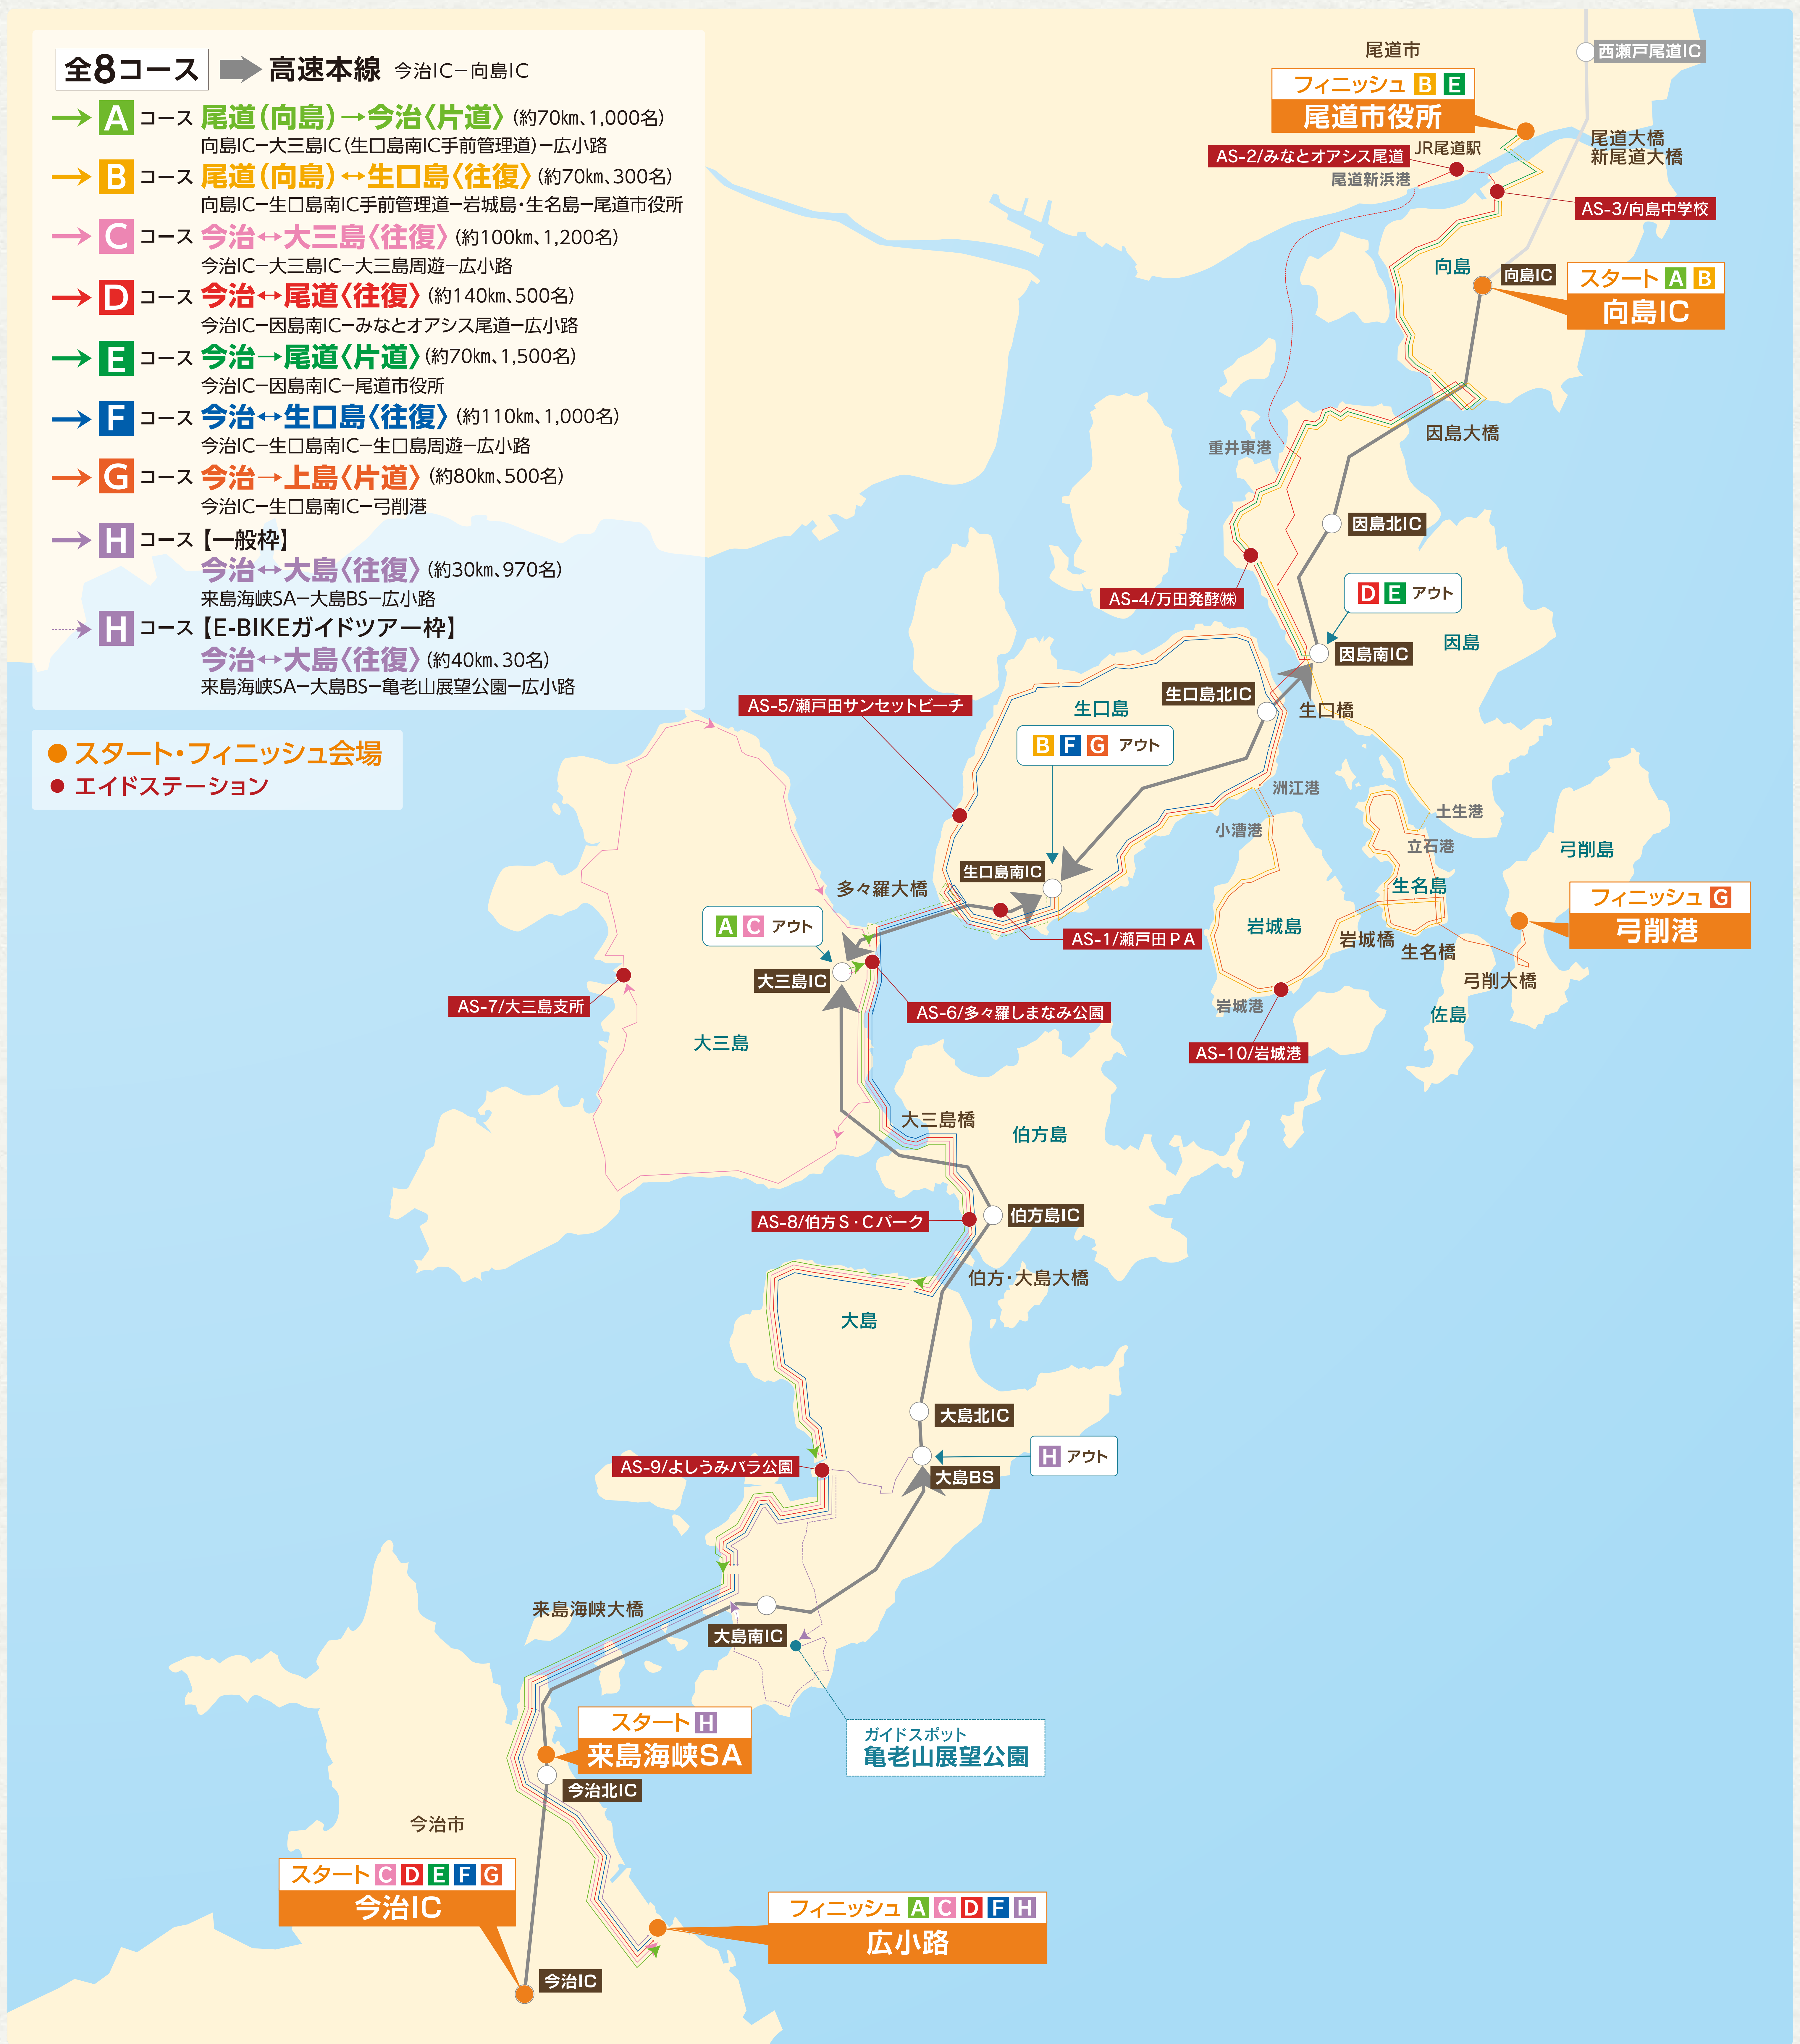 全8コース 高速本線 今治IC－向島IC
A コース 尾道（向島）→今治〈片道〉（約70km、1,000名）
向島IC－大三島IC（生口島南IC手前管理道）－広小路
B コース 尾道（向島）↔生口島〈往復〉（約70km、300名）
向島IC－生口島南IC手前管理道－岩城島・生名島－尾道市役所
C コース 今治↔大三島〈往復〉（約100km、1,200名）
今治IC－大三島IC－大三島周遊－広小路
D コース 今治↔尾道〈往復〉（約140km、500名）
今治IC－因島南IC－みなとオアシス尾道－広小路
E コース 今治→尾道〈片道〉（約70km、1,500名）
今治IC－因島南IC－尾道市役所
F コース 今治↔生口島〈往復〉（約110km、1,000名）
今治IC－生口島南IC－生口島周遊－広小路
G コース 今治→上島〈片道〉（約80km、500名）
今治IC－生口島南IC－弓削港
H コース【一般枠】
今治↔大島〈往復〉（約30km、970名）
来島海峡SA－大島BS－広小路
H コース【E-BIKEガイドツアー枠】
今治↔大島〈往復〉（約40km、30名）
来島海峡SA－大島BS－亀老山展望公園－広小路
スタート・フィニッシュ会場
エイドステーション
尾道市
西瀬戸尾道IC
フィニッシュ B E
尾道市役所
尾道大橋
新尾道大橋
JR尾道駅
AS-2/みなとオアシス尾道
尾道新浜港
AS-3/向島中学校
向島
向島IC
スタート A B
向島IC
因島大橋
重井東港
因島北IC
AS-4/万田発酵㈱
D E アウト
因島
因島南IC
生口島北IC
生口橋
AS-5/瀬戸田サンセットビーチ
生口島
B F G アウト
洲江港
小漕港
土生港
立石港
弓削島
生口島南IC
多々羅大橋
生名島
フィニッシュ G
弓削港
A C アウト
岩城島
岩城橋
生名橋
AS-1/瀬戸田ＰＡ
弓削大橋
大三島IC
AS-7/大三島支所
AS-6/多々羅しまなみ公園
岩城港
佐島
大三島
AS-10/岩城港
大三島橋
伯方島
AS-8/伯方Ｓ・Ｃパーク
伯方島IC
伯方・大島大橋
大島
大島北IC
AS-9/よしうみバラ公園
H アウト
大島BS
来島海峡大橋
大島南IC
スタート H
来島海峡SA
ガイドスポット
亀老山展望公園
今治北IC
今治市
スタート C D E F G
今治IC
フィニッシュ A C D F H
広小路
今治IC